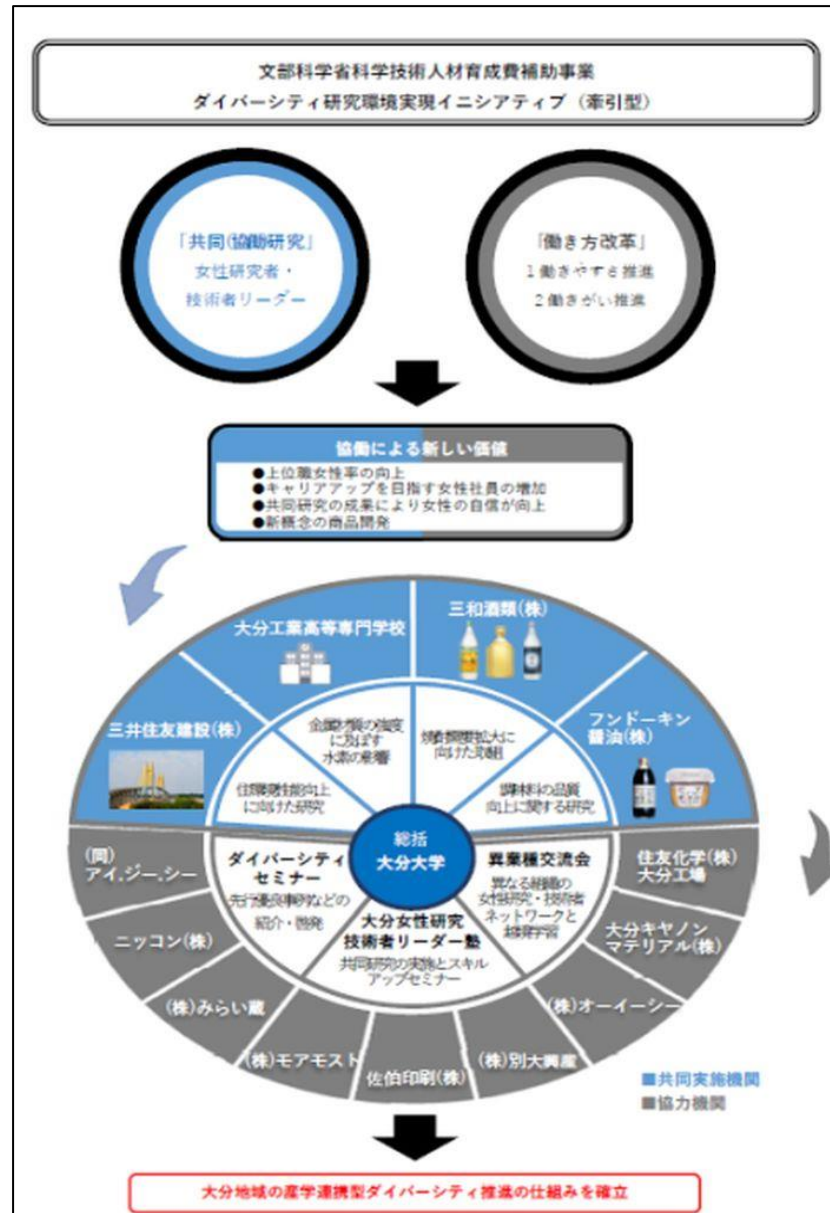 文部科学省科学技術人材育成費補助事業
ダイバーシティ研究環境実現イニシアティブ（牽引型）
「共同(協働)研究」
女性研究者・
技術者リーダー
「働き方改革」
１働きやすさ推進
２働きがい推進
協働による新しい価値
●上位職女性率の向上
●キャリアアップを目指す女性社員の増加
●共同研究の成果により女性の自信が向上
●新概念の商品開発
大分工業高等専門学校
三和酒類(株)
三井住友建設(株)
フンドーキン
醤油(株)
金属材質の強度
に及ぼす
水素の影響
向けた取組
に向けた研究
調味料の品質
向上に関する研究
総括
大分大学
(同)
アイ.ジー.シー
ダイバーシティ
セミナー
先行優良事例などの
紹介・啓発
異業種交流会
異なる組織の
女性研究・技術者
ネットワークと
越境学習
住友化学(株)
大分工場
大分女性研究
技術者リーダー塾
共同研究の実施とスキル
アップセミナー
ニッコン(株)
大分キヤノン
マテリアル(株)
(株)みらい蔵
(株)オーイーシー
(株)モアモスト
佐伯印刷(株)
(株)別大興産
■共同実施機関
■協力機関
大分地域の産学連携型ダイバーシティ推進の仕組みを確立